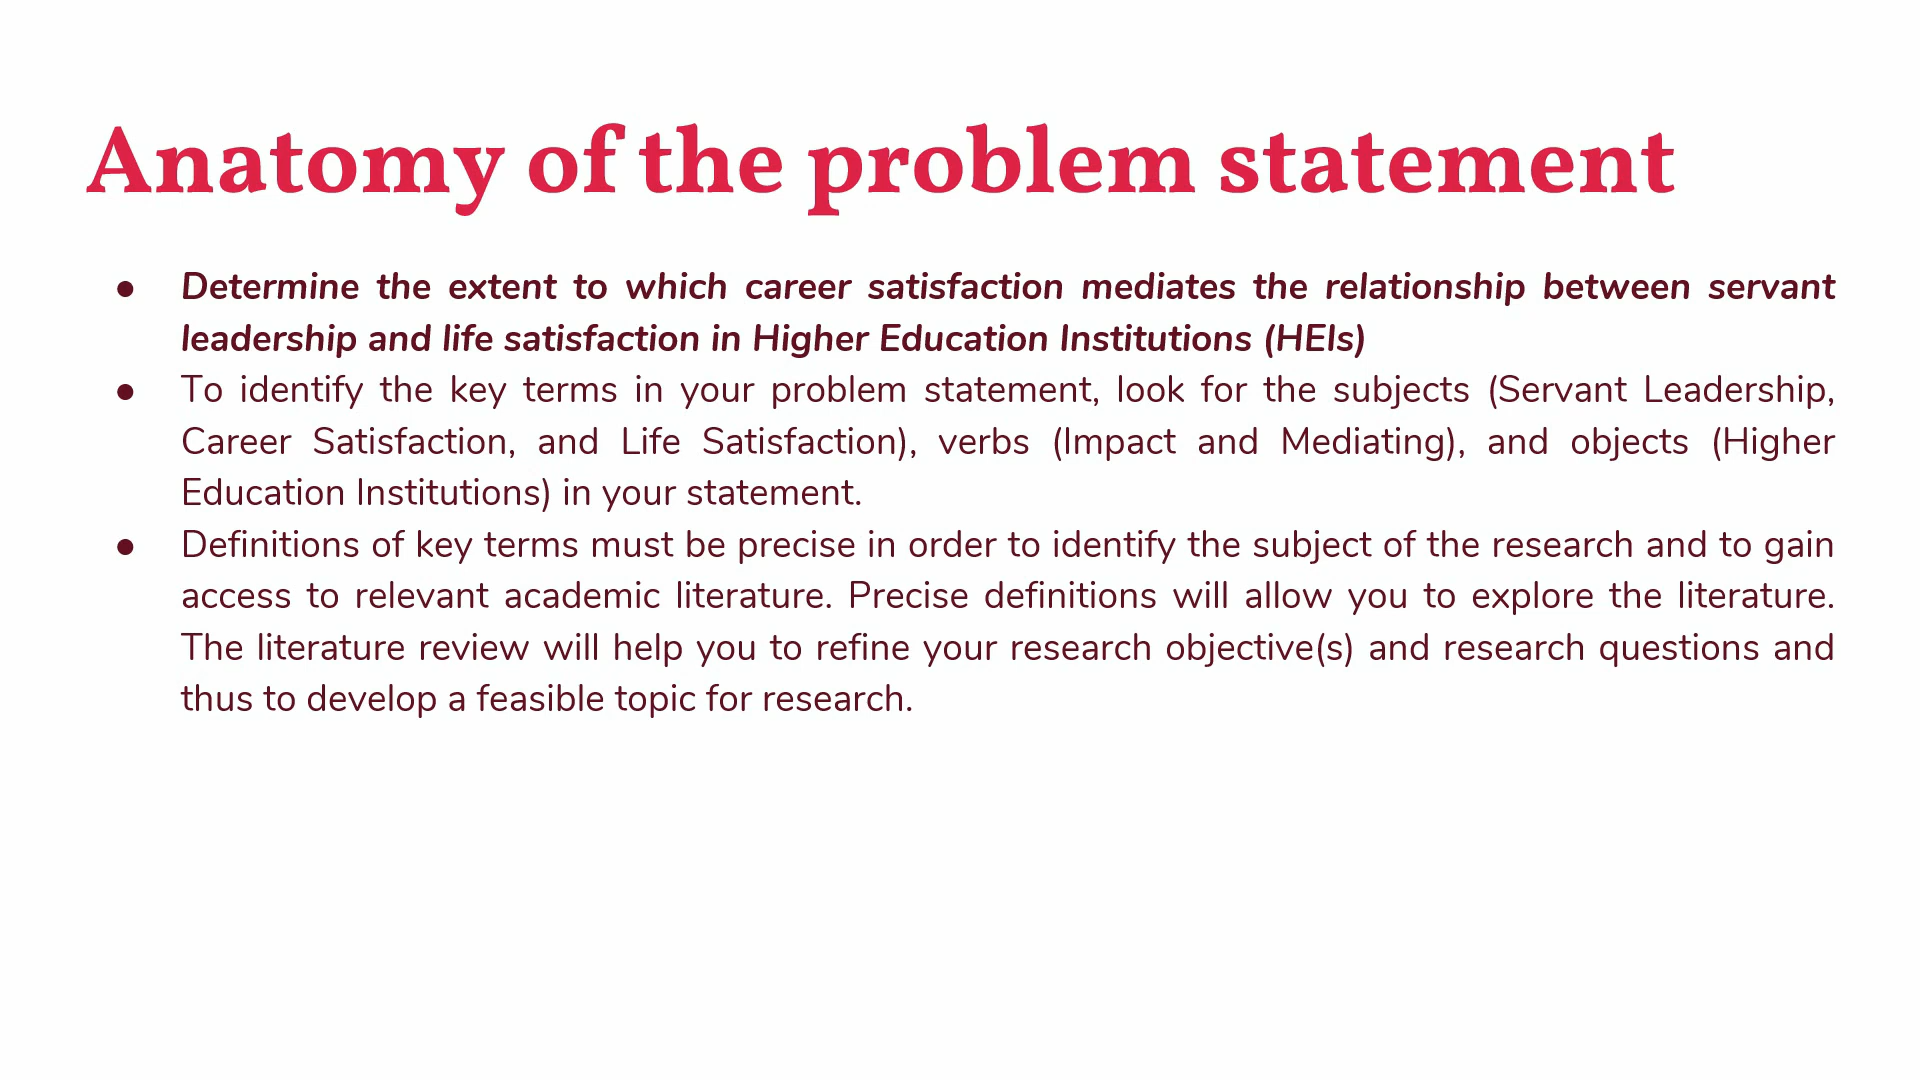 Anatomy of the problem statement
● Determine the extent to which career satisfaction mediates the relationship between servant
leadership and life satisfaction in Higher Education Institutions (HEIs)
● To identify the key terms in your problem statement, look for the subjects (Servant Leadership,
Career Satisfaction, and Life Satisfaction), verbs (Impact and Mediating), and objects (Higher
Education Institutions) in your statement.
● Definitions of key terms must be precise in order to identify the subject of the research and to gain
access to relevant academic literature. Precise definitions will allow you to explore the literature.
The literature review will help you to refine your research objective(s) and research questions and
thus to develop a feasible topic for research.